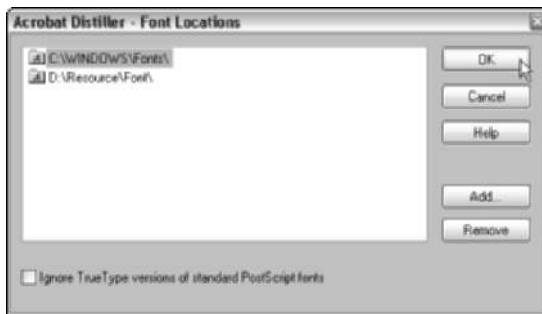 Acrobat Distiller - Font Locations
C:\WINDOWS\Fonts\
D:\Resource\Font\
OK
Cancel
Help
Add...
Remove
Ignore TrueType versions of standard PostScript fonts